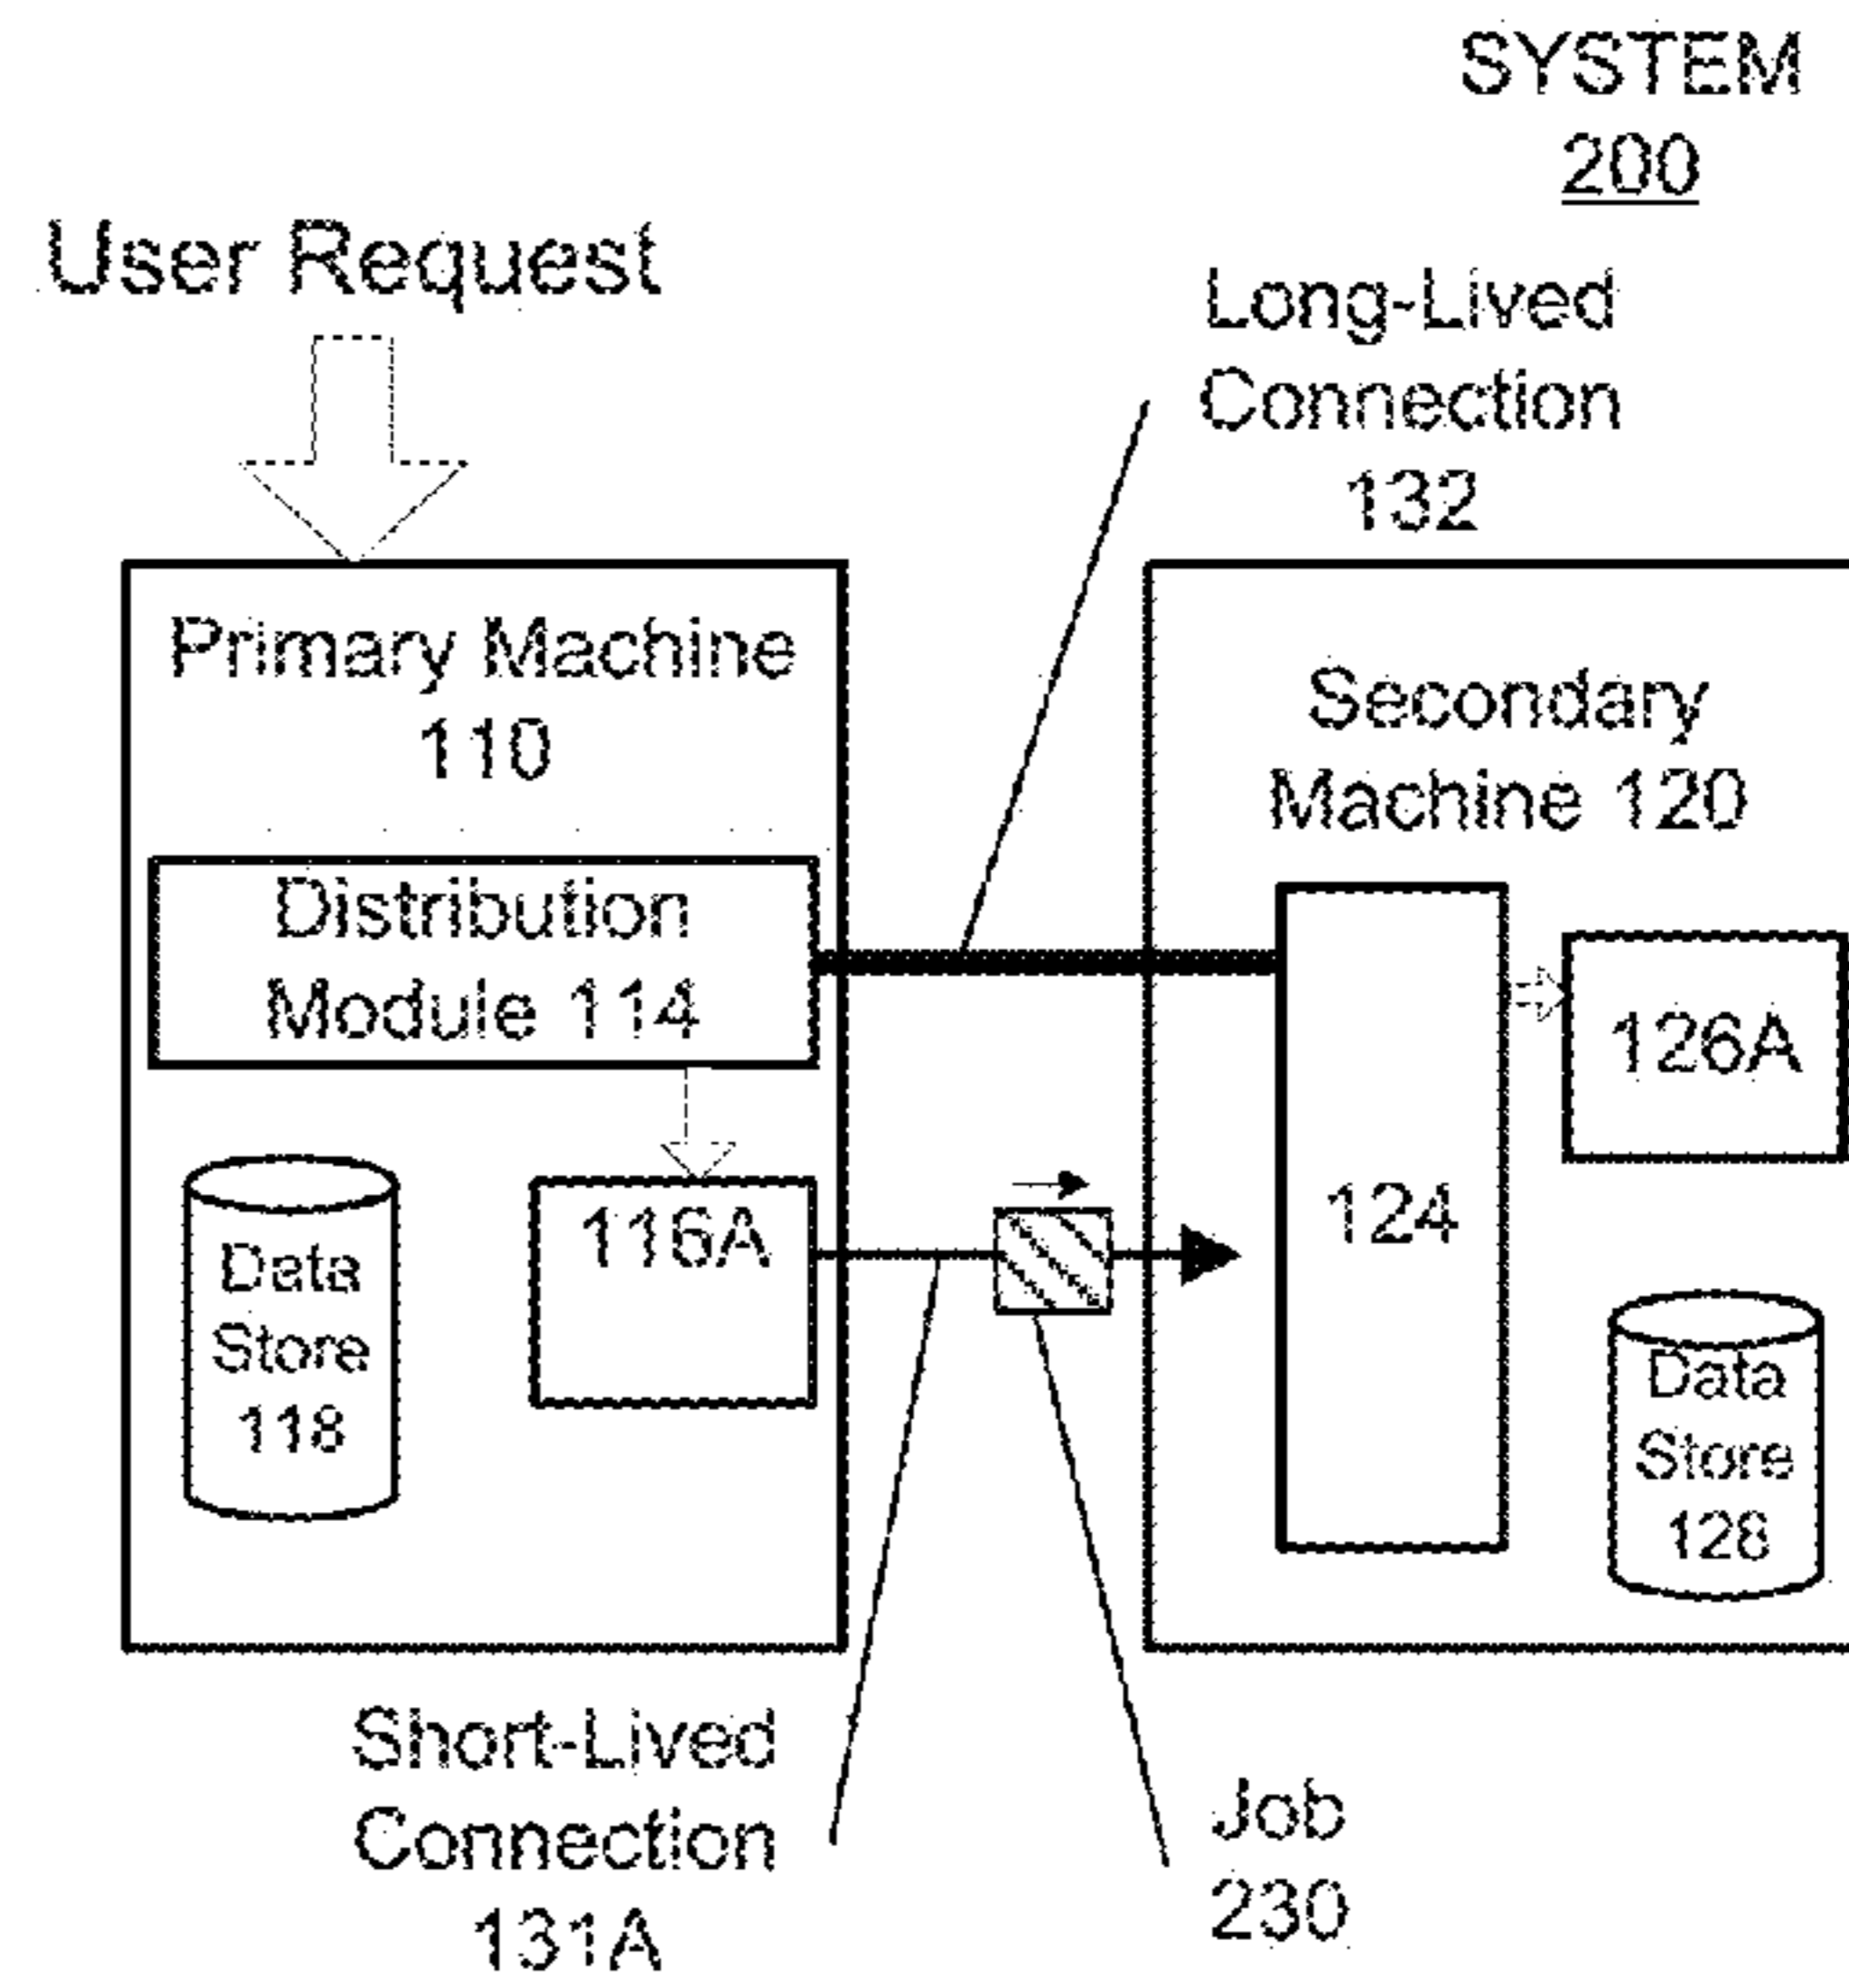 SYSTEM
200
User Request
Long-Lived
Connection
132
Primary Machine
110
Secondary
Machine 120
Distribution
Module 114
126A
116A
124
Data
Store
118
Data
Store
128
Short-Lived
Connection
131A
Job
230